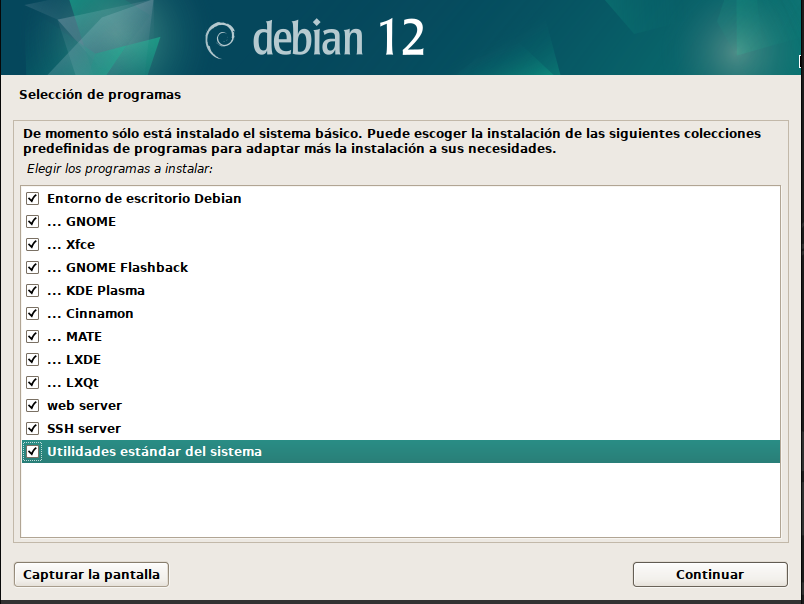 debian 12
Selección de programas
De momento sólo está instalado el sistema básico. Puede escoger la instalación de las siguientes colecciones
predefinidas de programas para adaptar más la instalación a sus necesidades.
Elegir los programas a instalar:
Entorno de escritorio Debian
... GNOME
... Xfce
... GNOME Flashback
... KDE Plasma
... Cinnamon
... MATE
... LXDE
... LXQt
web server
SSH server
Utilidades estándar del sistema
Capturar la pantalla
Continuar